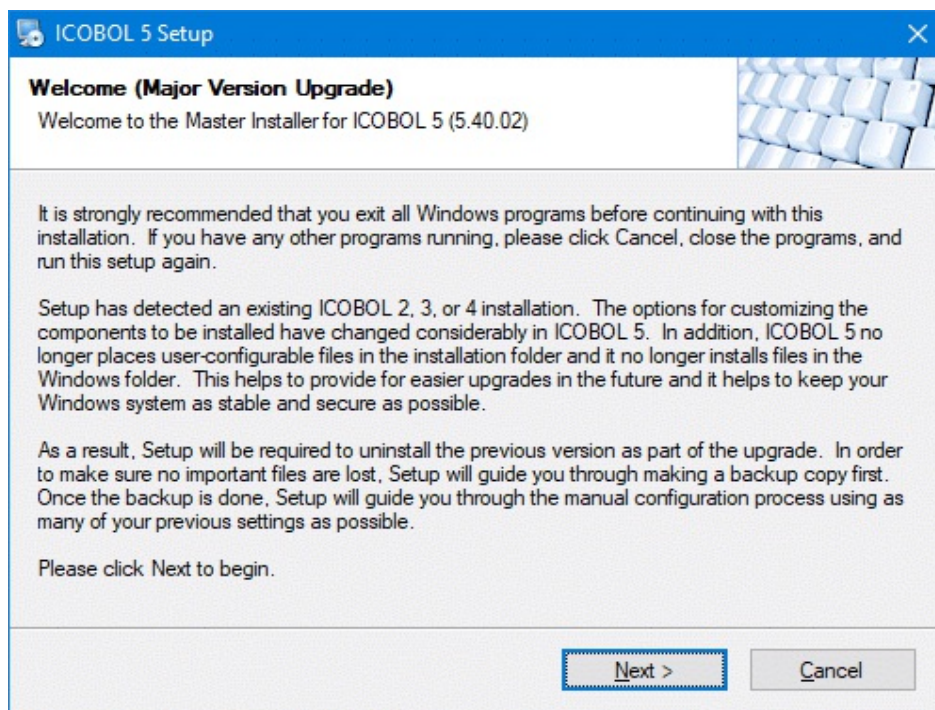 ICOBOL 5 Setup
Welcome (Major Version Upgrade)
Welcome to the Master Installer for ICOBOL 5 (5.40.02)
It is strongly recommended that you exit all Windows programs before continuing with this
installation.  If you have any other programs running, please click Cancel, close the programs, and
run this setup again.
Setup has detected an existing ICOBOL 2, 3, or 4 installation.  The options for customizing the
components to be installed have changed considerably in ICOBOL 5.  In addition, ICOBOL 5 no
longer places user-configurable files in the installation folder and it no longer installs files in the
Windows folder.  This helps to provide for easier upgrades in the future and it helps to keep your
Windows system as stable and secure as possible.
As a result, Setup will be required to uninstall the previous version as part of the upgrade.  In order
to make sure no important files are lost, Setup will guide you through making a backup copy first.
Once the backup is done, Setup will guide you through the manual configuration process using as
many of your previous settings as possible.
Please click Next to begin.
Next >
Cancel